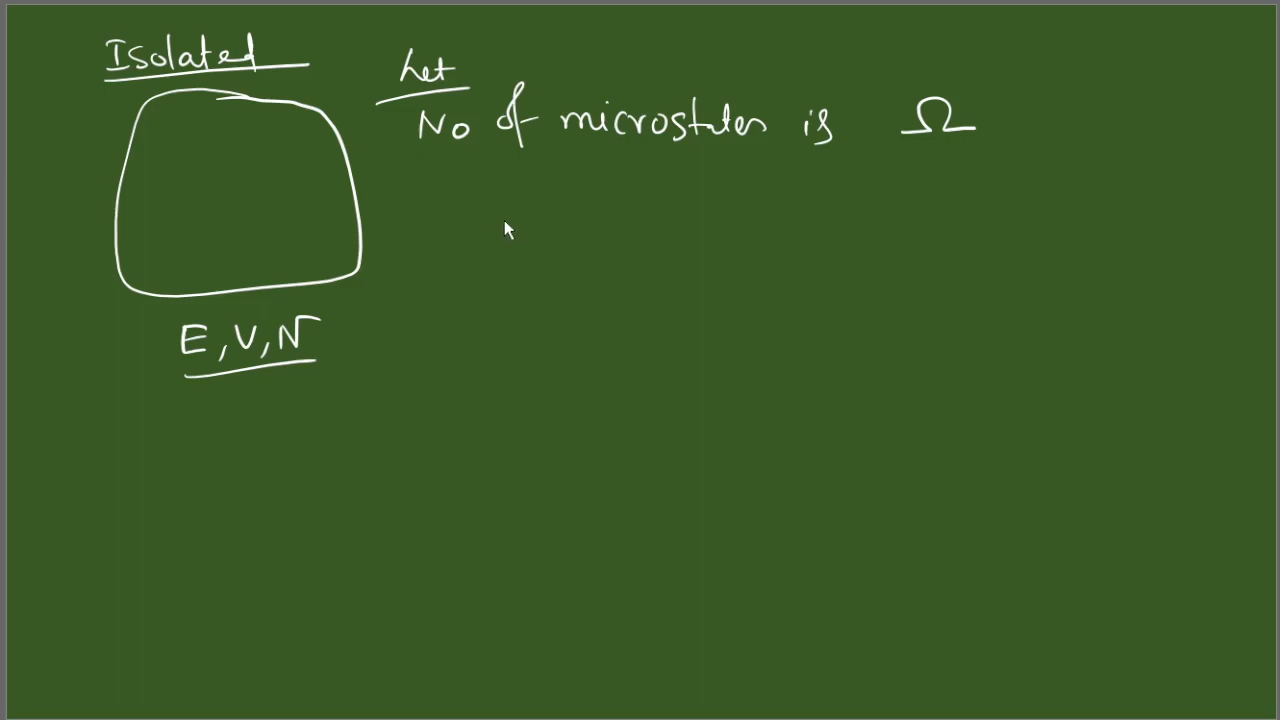 Isolated
Let
No of microstates is Ω
E, V, N